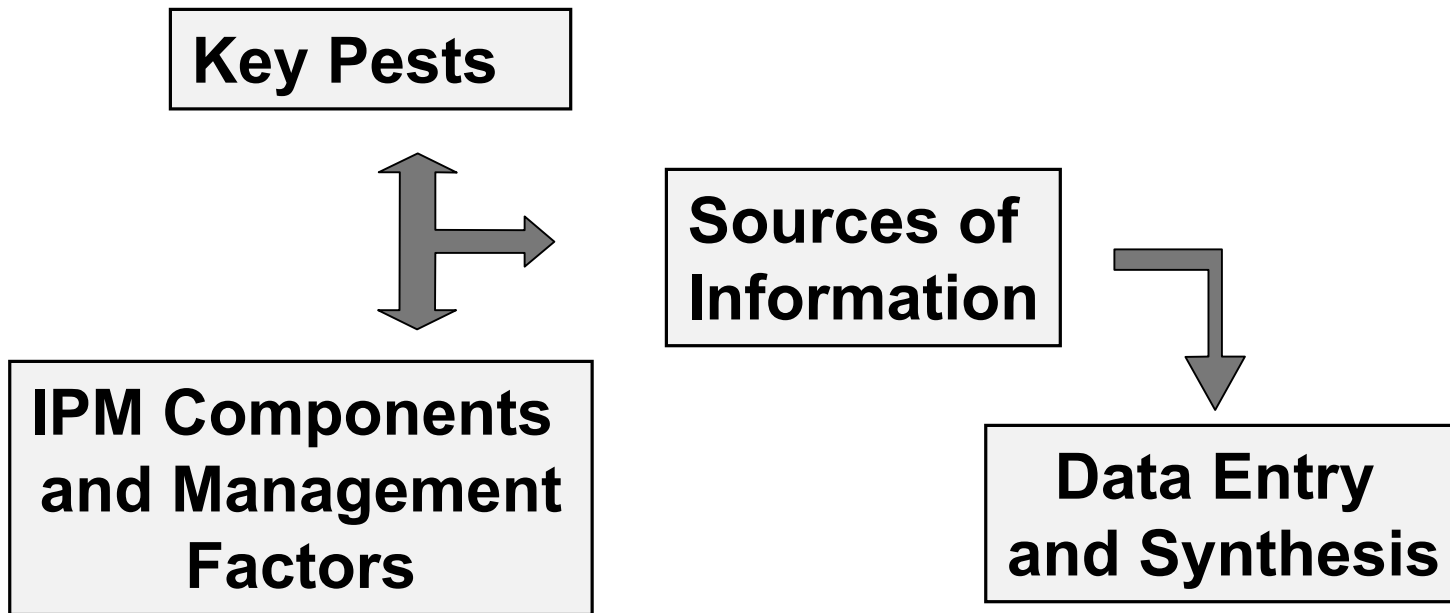 Key Pests
Sources of
Information
IPM Components
and Management
Factors
Data Entry
and Synthesis